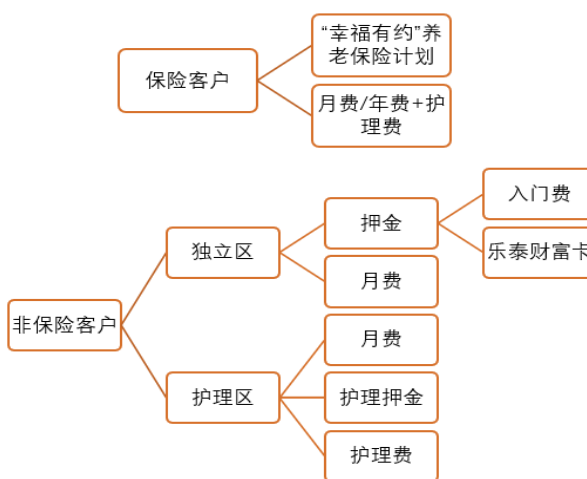 保险客户
“幸福有约”养
老保险计划
月费/年费+护
理费
非保险客户
独立区
押金
入门费
乐泰财富卡
月费
护理区
月费
护理押金
护理费